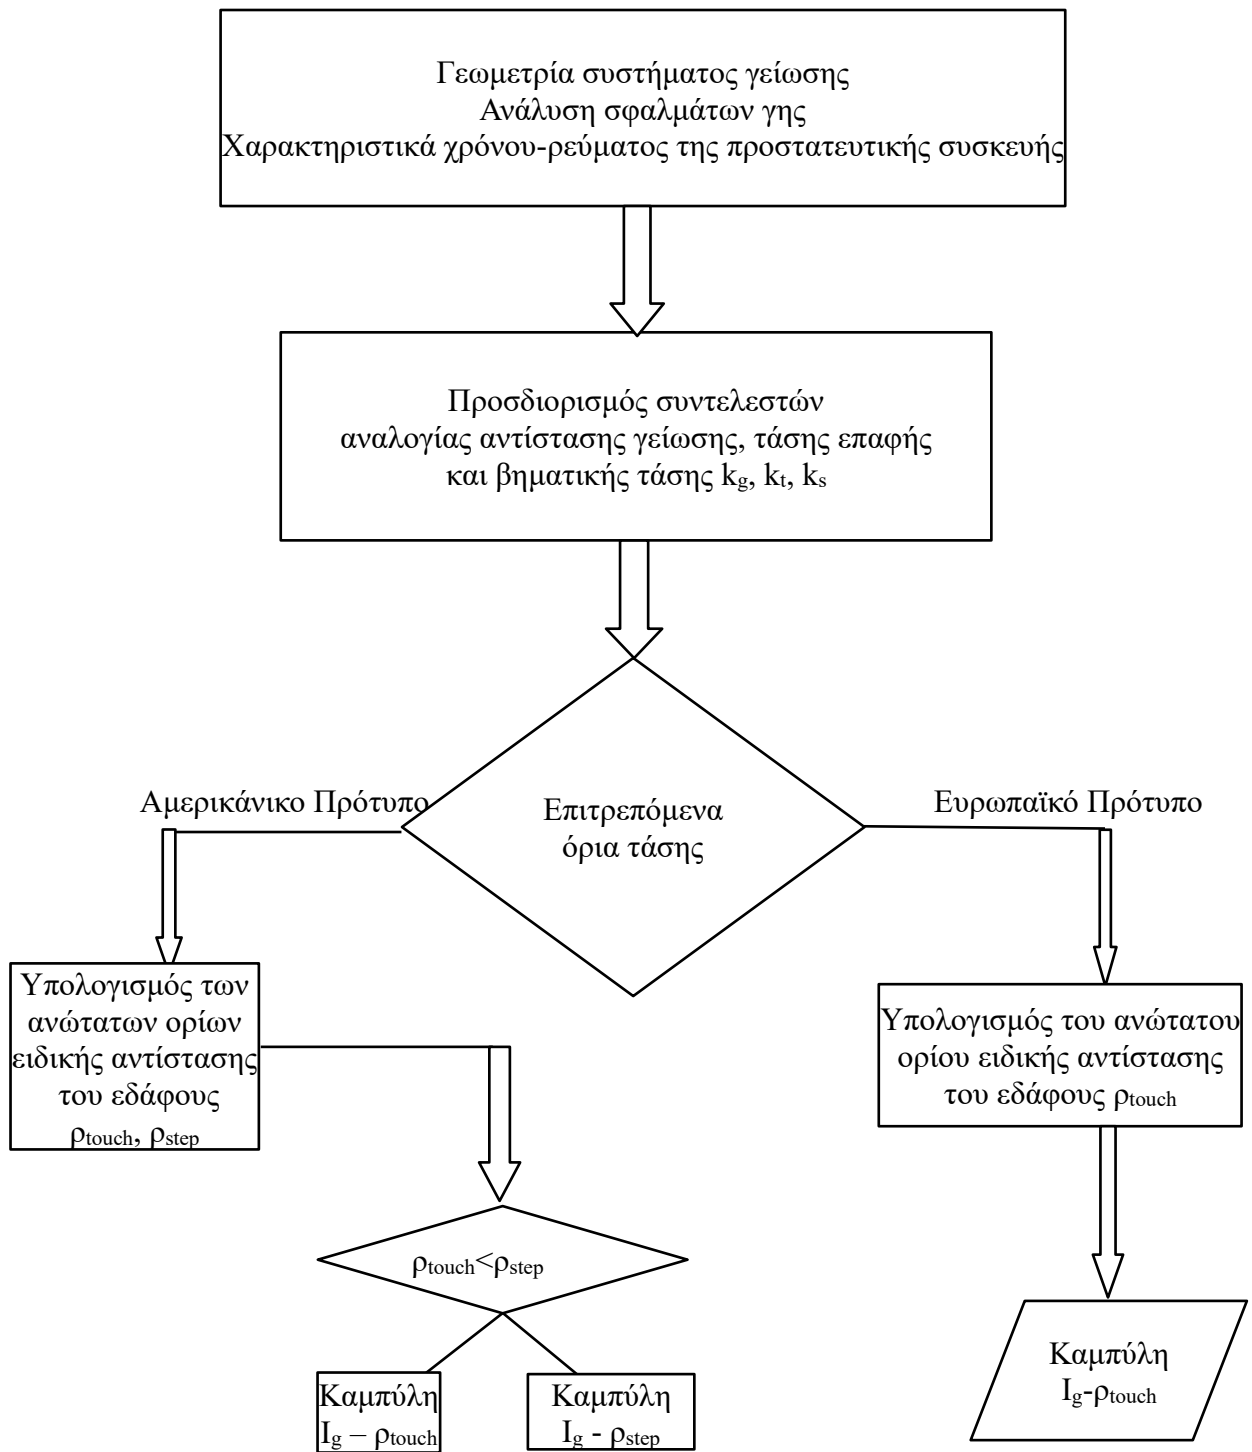 Γεωμετρία συστήματος γείωσης
Ανάλυση σφαλμάτων γης
Χαρακτηριστικά χρόνου-ρεύματος της προστατευτικής συσκευής
Προσδιορισμός συντελεστών
αναλογίας αντίστασης γείωσης, τάσης επαφής
και βηματικής τάσης kg, kt, ks
Αμερικάνικο Πρότυπο
Επιτρεπόμενα
όρια τάσης
Ευρωπαϊκό Πρότυπο
Υπολογισμός των
ανώτατων ορίων
ειδικής αντίστασης
του εδάφους
ρtouch, ρstep
Υπολογισμός του ανώτατου
ορίου ειδικής αντίστασης
του εδάφους ρtouch
ρtouch<ρstep
Καμπύλη
Ig – ρtouch
Καμπύλη
Ig - ρstep
Καμπύλη
Ig-ρtouch